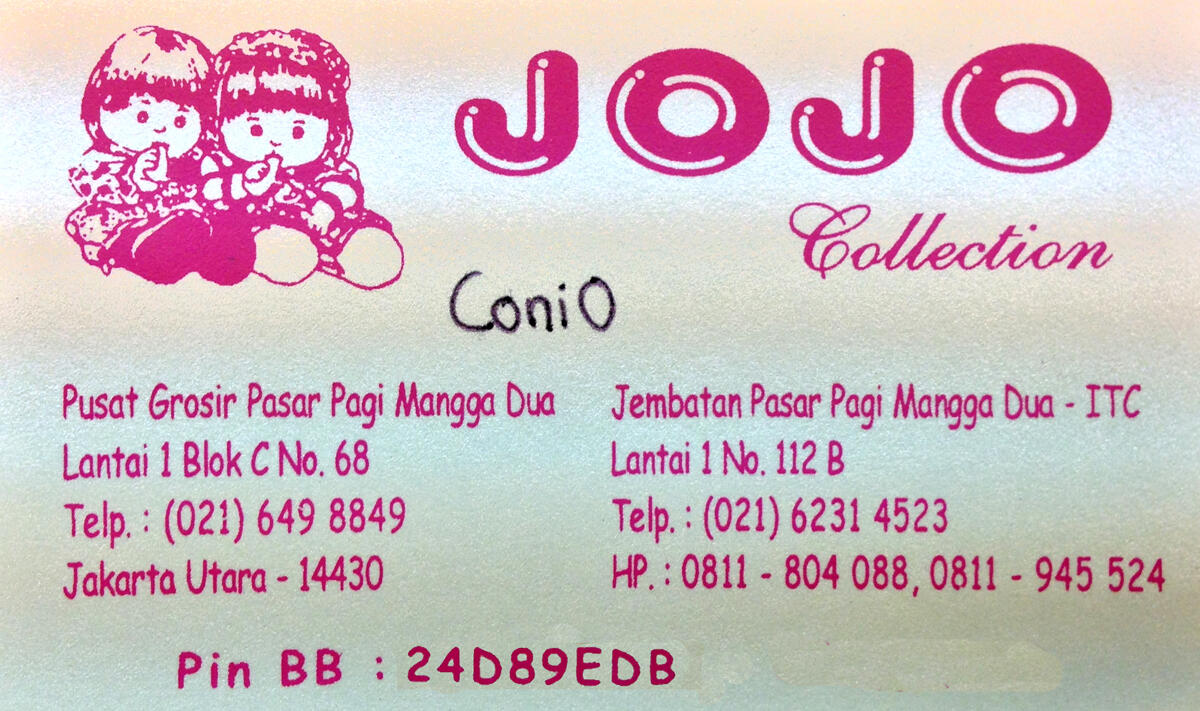 JOJO
Collection
Conio
Pusat Grosir Pasar Pagi Mangga Dua
Lantai 1 Blok C No. 68
Telp. : (021) 649 8849
Jakarta Utara - 14430
Jembatan Pasar Pagi Mangga Dua - ITC
Lantai 1 No. 112 B
Telp. : (021) 6231 4523
HP. : 0811 - 804 088, 0811 - 945 524
Pin BB : 24D89EDB